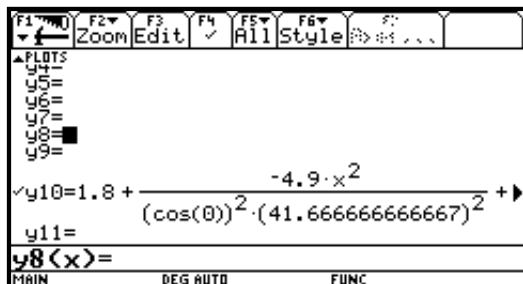 F1 F2 Zoom F3 Edit F4 ✓ F5 All F6 Style
▲PLOTS
y4=
y5=
y6=
y7=
y8=
y9=
✓y10=1.8 + -4.9·x² / (cos(0))²·(41.666666666667)² +▶
y11=
y8(x)=
MAIN DEG AUTO FUNC